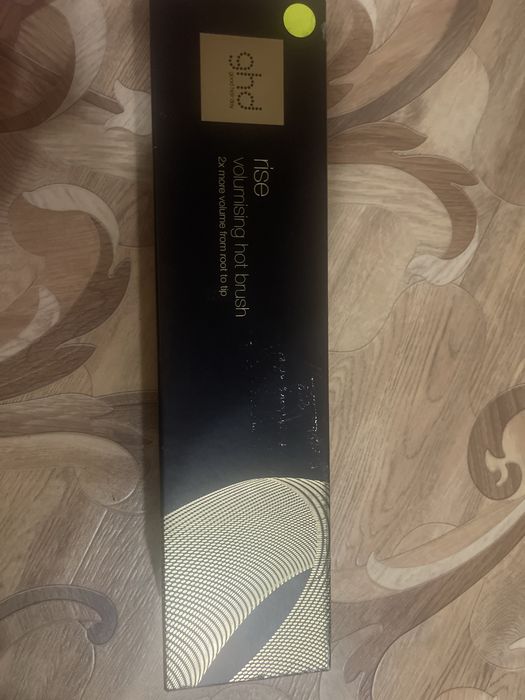 ghd
good hair day
rise
volumising hot brush
2x more volume from root to tip